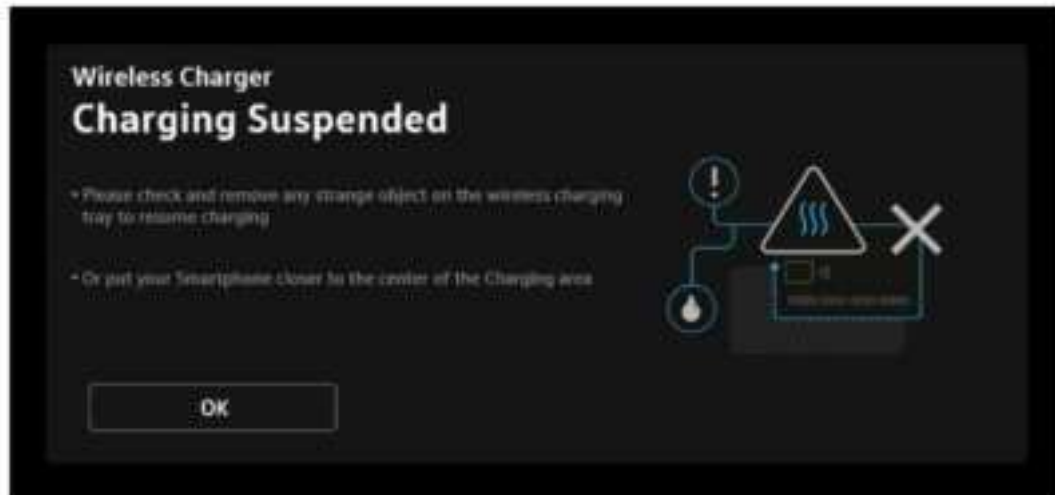 Wireless Charger
Charging Suspended
• Please check and remove any strange object on the wireless charging
tray to resume charging
• Or put your Smartphone closer to the center of the Charging area
OK